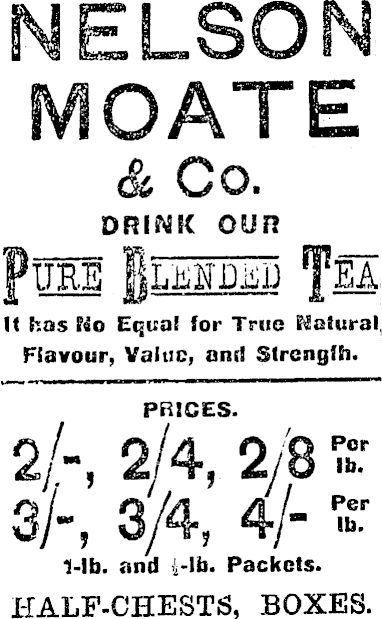 NELSON
MOATE
& Co.
DRINK OUR
PURE BLENDED TEA
It has No Equal for True Natural
Flavour, Value, and Strength.
PRICES.
2/-, 2/4, 2/8 Per lb.
3/-, 3/4, 4/- Per lb.
1-lb. and ½-lb. Packets.
HALF-CHESTS, BOXES.